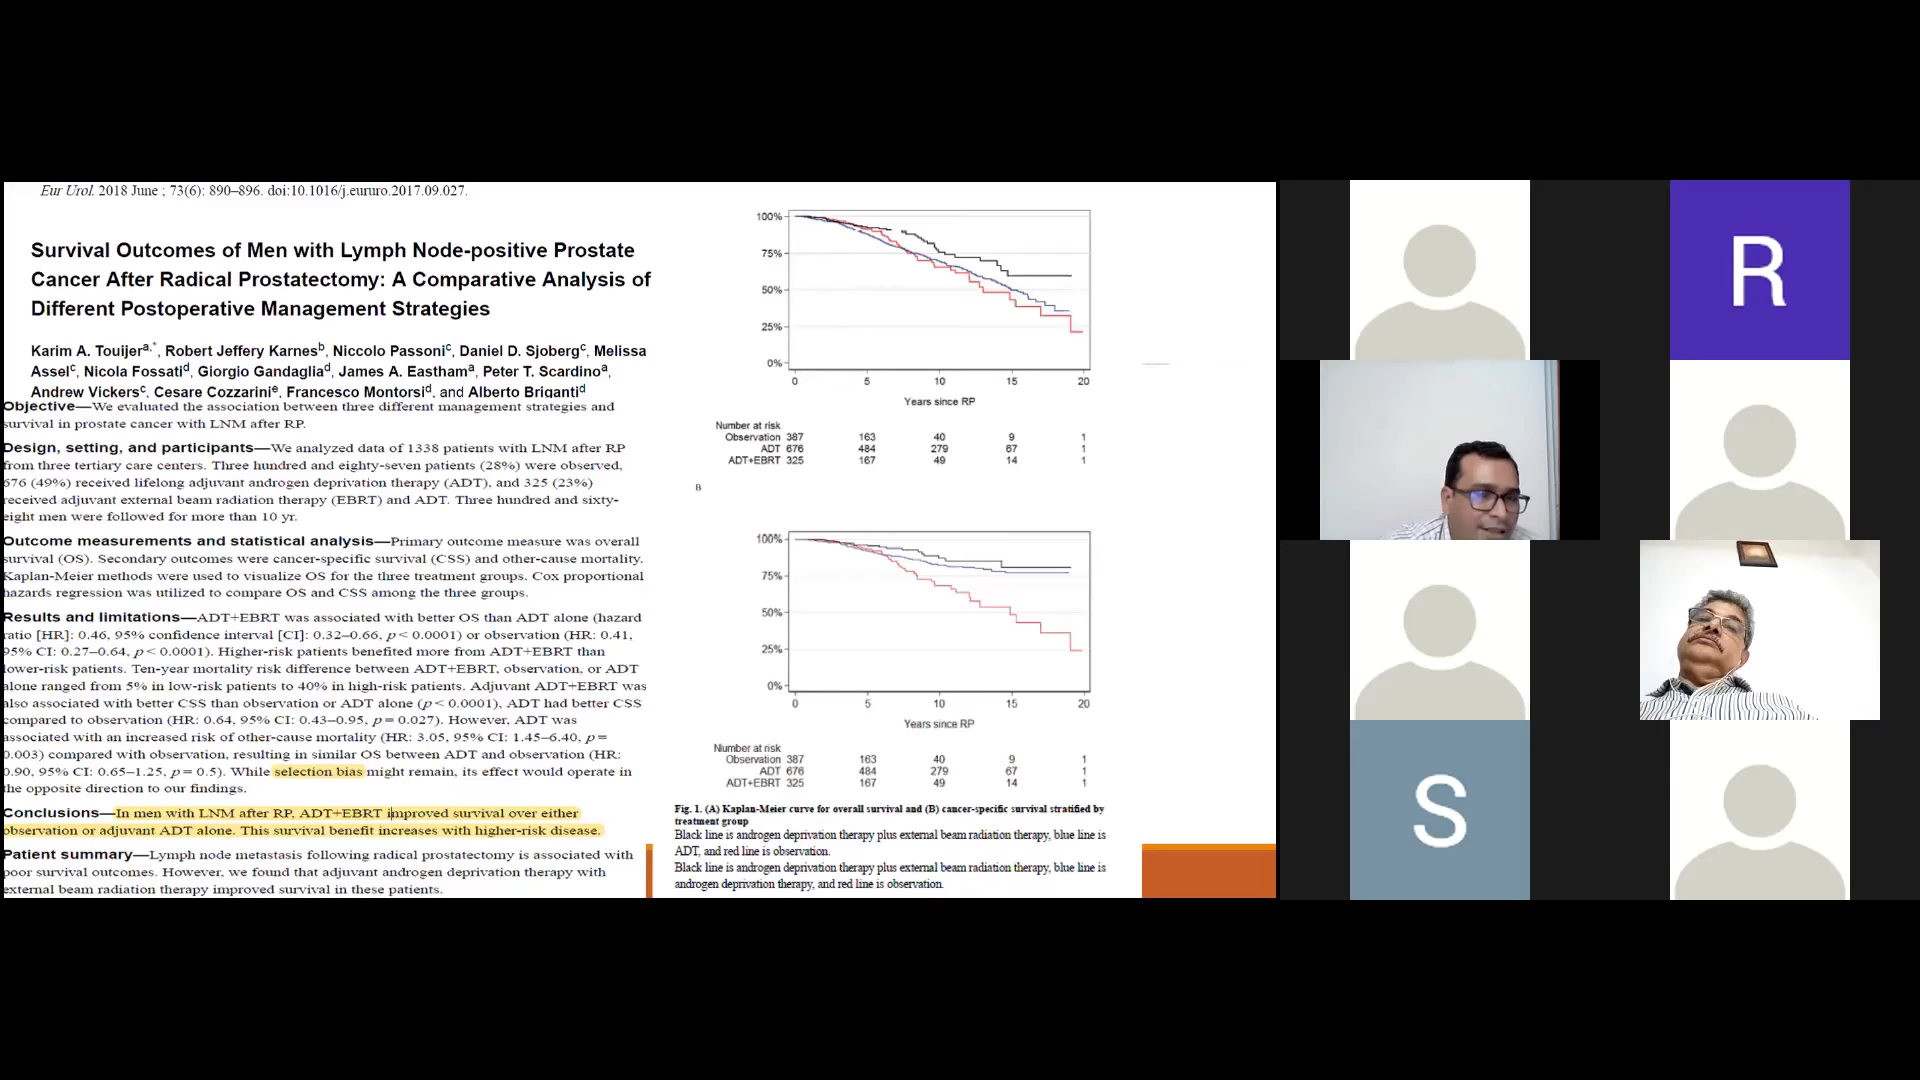 Eur Urol. 2018 June ; 73(6): 890–896. doi:10.1016/j.eururo.2017.09.027.
Survival Outcomes of Men with Lymph Node-positive Prostate
Cancer After Radical Prostatectomy: A Comparative Analysis of
Different Postoperative Management Strategies
Karim A. Touijer a,*, Robert Jeffery Karnes b, Niccolo Passoni c, Daniel D. Sjoberg c, Melissa
Assel c, Nicola Fossati d, Giorgio Gandaglia d, James A. Eastham a, Peter T. Scardino a,
Andrew Vickers c, Cesare Cozzarini e, Francesco Montorsi d, and Alberto Briganti d
Objective—We evaluated the association between three different management strategies and
survival in prostate cancer with LNM after RP.
Design, setting, and participants—We analyzed data of 1338 patients with LNM after RP
from three tertiary care centers. Three hundred and eighty-seven patients (28%) were observed,
676 (49%) received lifelong adjuvant androgen deprivation therapy (ADT), and 325 (23%)
received adjuvant external beam radiation therapy (EBRT) and ADT. Three hundred and sixty-
eight men were followed for more than 10 yr.
Outcome measurements and statistical analysis—Primary outcome measure was overall
survival (OS). Secondary outcomes were cancer-specific survival (CSS) and other-cause mortality.
Kaplan-Meier methods were used to visualize OS for the three treatment groups. Cox proportional
hazards regression was utilized to compare OS and CSS among the three groups.
Results and limitations—ADT+EBRT was associated with better OS than ADT alone (hazard
ratio [HR]: 0.46, 95% confidence interval [CI]: 0.32–0.66, p < 0.0001) or observation (HR: 0.41,
95% CI: 0.27–0.64, p < 0.0001). Higher-risk patients benefited more from ADT+EBRT than
lower-risk patients. Ten-year mortality risk difference between ADT+EBRT, observation, or ADT
alone ranged from 5% in low-risk patients to 40% in high-risk patients. Adjuvant ADT+EBRT was
also associated with better CSS than observation or ADT alone (p < 0.0001), ADT had better CSS
compared to observation (HR: 0.64, 95% CI: 0.43–0.95, p = 0.027). However, ADT was
associated with an increased risk of other-cause mortality (HR: 3.05, 95% CI: 1.45–6.40, p =
0.003) compared with observation, resulting in similar OS between ADT and observation (HR:
0.90, 95% CI: 0.65–1.25, p = 0.5). While selection bias might remain, its effect would operate in
the opposite direction to our findings.
Conclusions—In men with LNM after RP, ADT+EBRT improved survival over either
observation or adjuvant ADT alone. This survival benefit increases with higher-risk disease.
Patient summary—Lymph node metastasis following radical prostatectomy is associated with
poor survival outcomes. However, we found that adjuvant androgen deprivation therapy with
external beam radiation therapy improved survival in these patients.
100%
75%
50%
25%
0%
0 5 10 15 20
Years since RP
Number at risk
Observation 387 163 40 9 1
ADT 676 484 279 67 1
ADT+EBRT 325 167 49 14 1
B
100%
75%
50%
25%
0%
0 5 10 15 20
Years since RP
Number at risk
Observation 387 163 40 9 1
ADT 676 484 279 67 1
ADT+EBRT 325 167 49 14 1
Fig. 1. (A) Kaplan-Meier curve for overall survival and (B) cancer-specific survival stratified by
treatment group
Black line is androgen deprivation therapy plus external beam radiation therapy, blue line is
ADT, and red line is observation.
Black line is androgen deprivation therapy plus external beam radiation therapy, blue line is
androgen deprivation therapy, and red line is observation.
R
S